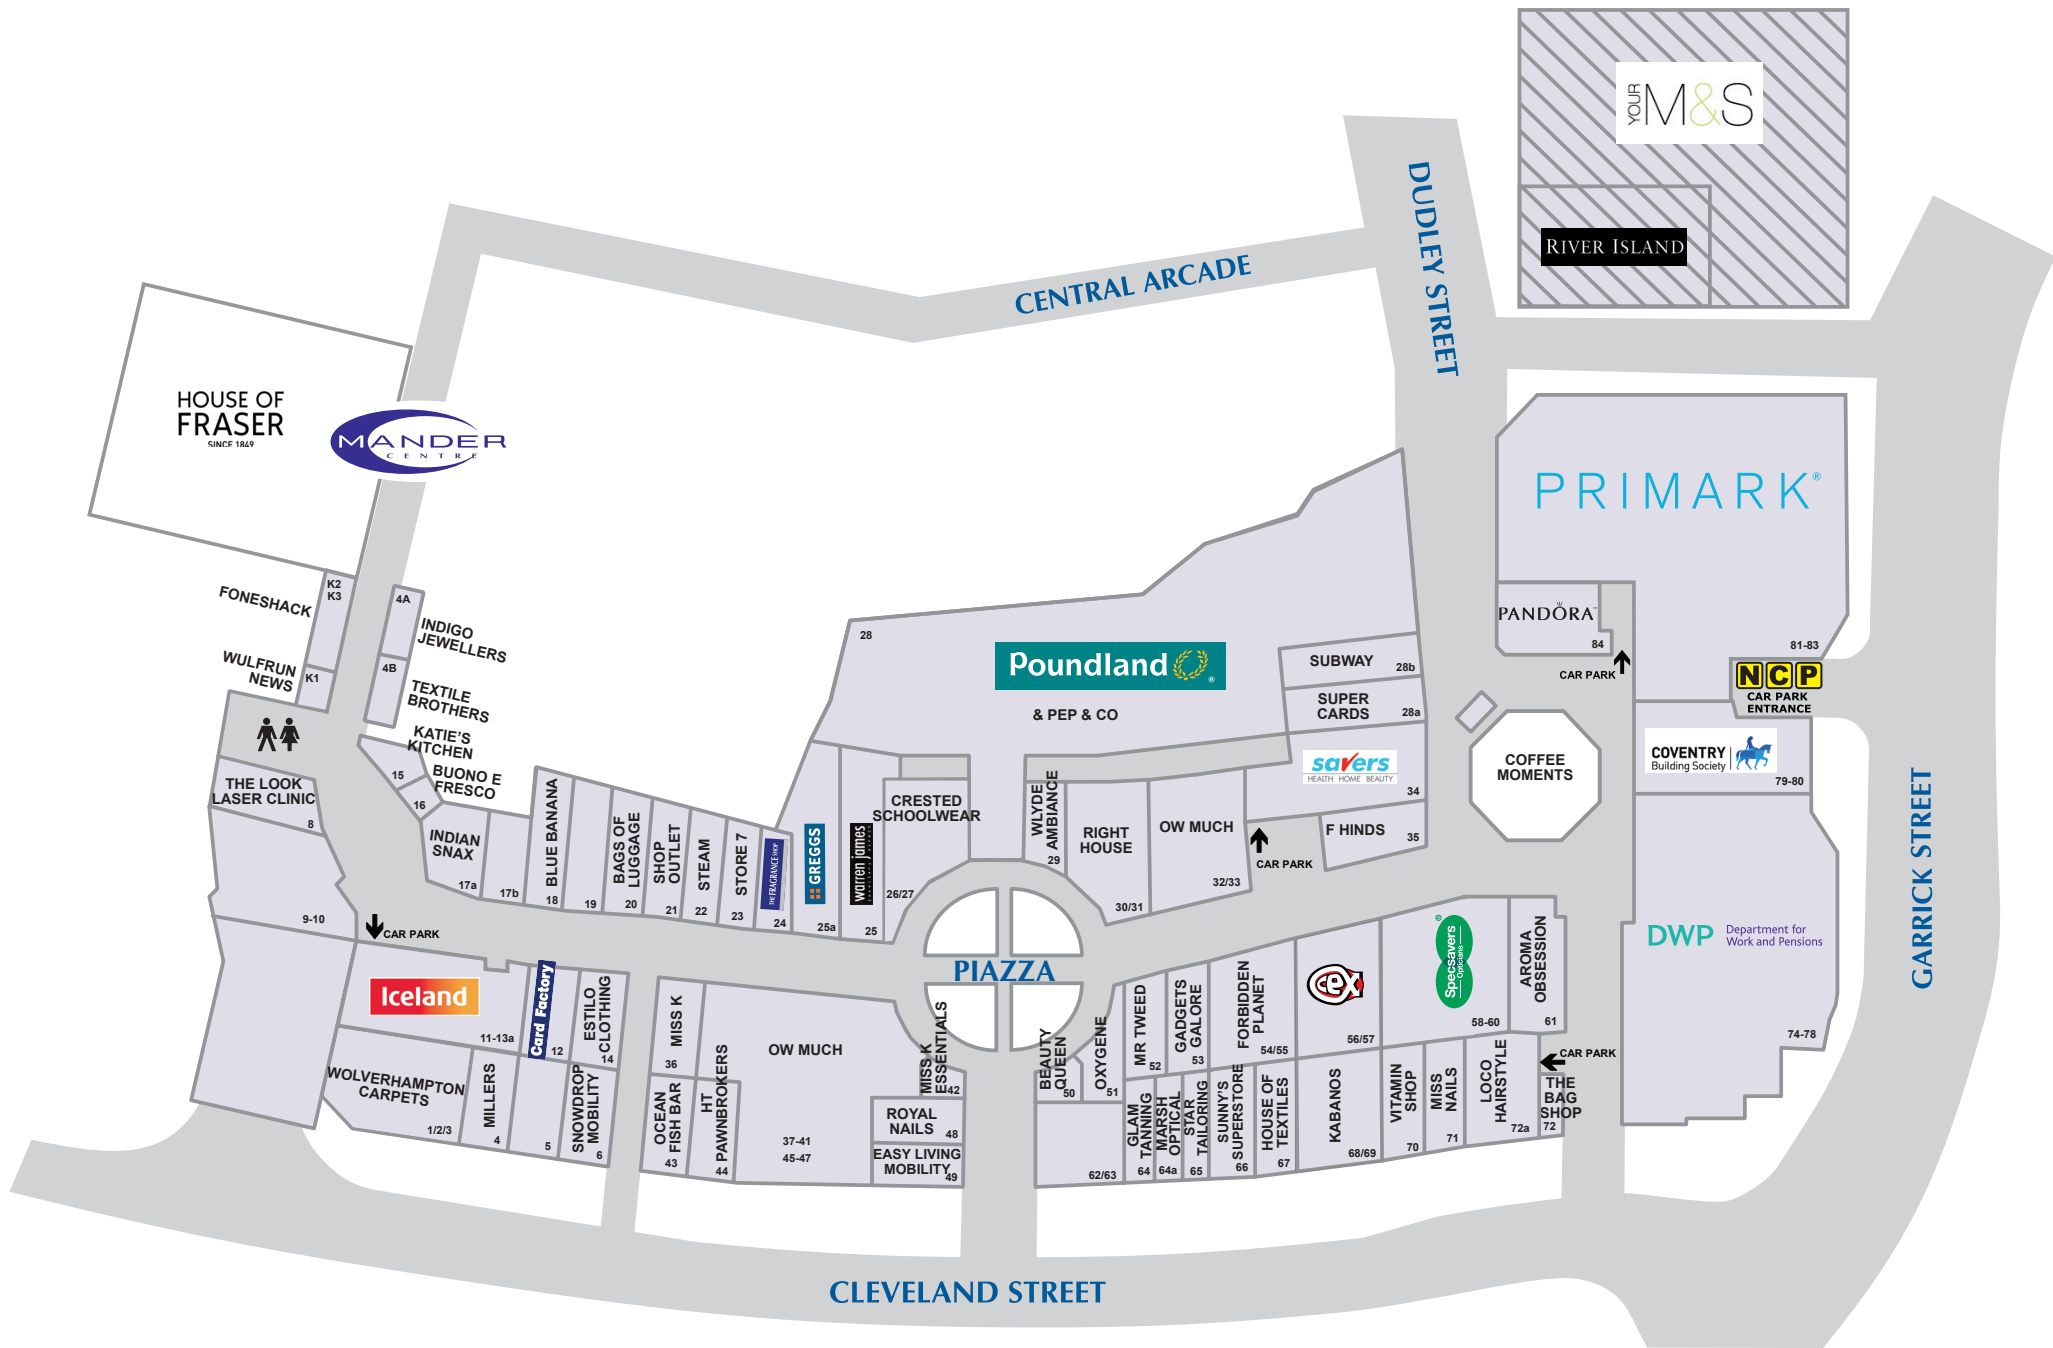 YOUR
M&S
RIVER ISLAND
DUDLEY STREET
CENTRAL ARCADE
HOUSE OF
FRASER
SINCE 1849
MANDER
CENTRE
PRIMARK®
81-83
PANDÖRA™
84
CAR PARK
NCP
CAR PARK
ENTRANCE
COVENTRY
Building Society
79-80
GARRICK STREET
DWP
Department for
Work and Pensions
74-78
COFFEE
MOMENTS
FONESHACK
K2
K3
WULFRUN
NEWS
K1
4A
INDIGO
JEWELLERS
4B
TEXTILE
BROTHERS
KATIE'S
KITCHEN
15
BUONO E
FRESCO
16
THE LOOK
LASER CLINIC
8
9-10
CAR PARK
INDIAN
SNAX
17a
17b
BLUE BANANA
18
19
BAGS OF
LUGGAGE
20
SHOP
OUTLET
21
STEAM
22
STORE 7
23
THE FRAGRANCE SHOP
24
GREGGS
25a
warren james
25
CRESTED
SCHOOLWEAR
26/27
28
Poundland®
& PEP & CO
SUBWAY
28b
SUPER
CARDS
28a
savers
HEALTH HOME BEAUTY
34
F HINDS
35
WLYDE
AMBIANCE
29
RIGHT
HOUSE
30/31
OW MUCH
32/33
CAR PARK
PIAZZA
Iceland
11-13a
Card Factory
12
ESTILO
CLOTHING
14
WOLVERHAMPTON
CARPETS
1/2/3
MILLERS
4
5
SNOWDROP
MOBILITY
6
MISS K
36
OCEAN
FISH BAR
43
HT
PAWNBROKERS
44
OW MUCH
37-41
45-47
MISS K
ESSENTIALS
42
ROYAL
NAILS
48
EASY LIVING
MOBILITY
49
BEAUTY
QUEEN
50
OXYGENE
51
MR TWEED
52
GADGETS
GALORE
53
FORBIDDEN
PLANET
54/55
cex
56/57
Specsavers
Opticians
58-60
AROMA
OBSESSION
61
CAR PARK
62/63
GLAM
TANNING
64
MARSH
OPTICAL
64a
STAR
TAILORING
65
SUNNY'S
SUPERSTORE
66
HOUSE OF
TEXTILES
67
KABANOS
68/69
VITAMIN
SHOP
70
MISS
NAILS
71
LOCO
HAIRSTYLE
72a
THE
BAG
SHOP
72
CLEVELAND STREET